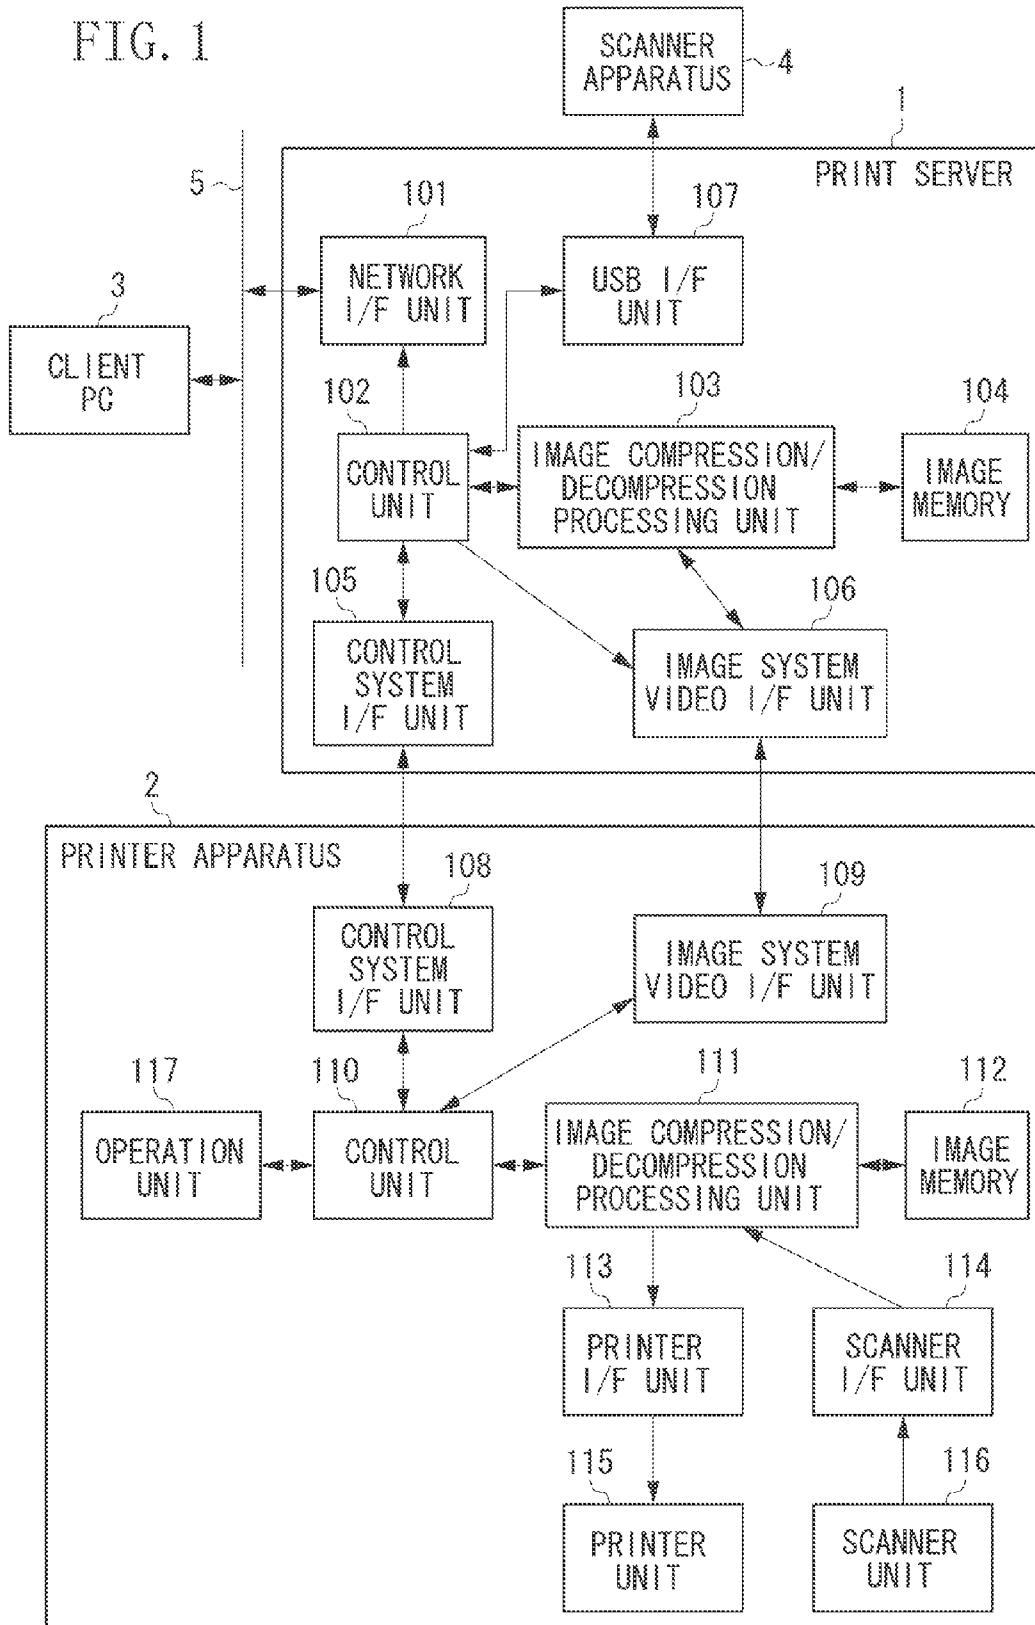 FIG. 1
SCANNER
APPARATUS
4
1
PRINT SERVER
5
101
NETWORK
I/F UNIT
107
USB I/F
UNIT
3
CLIENT
PC
102
CONTROL
UNIT
103
IMAGE COMPRESSION/
DECOMPRESSION
PROCESSING UNIT
104
IMAGE
MEMORY
105
CONTROL
SYSTEM
I/F UNIT
106
IMAGE SYSTEM
VIDEO I/F UNIT
2
PRINTER APPARATUS
108
CONTROL
SYSTEM
I/F UNIT
109
IMAGE SYSTEM
VIDEO I/F UNIT
117
OPERATION
UNIT
110
CONTROL
UNIT
111
IMAGE COMPRESSION/
DECOMPRESSION
PROCESSING UNIT
112
IMAGE
MEMORY
113
PRINTER
I/F UNIT
114
SCANNER
I/F UNIT
115
PRINTER
UNIT
116
SCANNER
UNIT